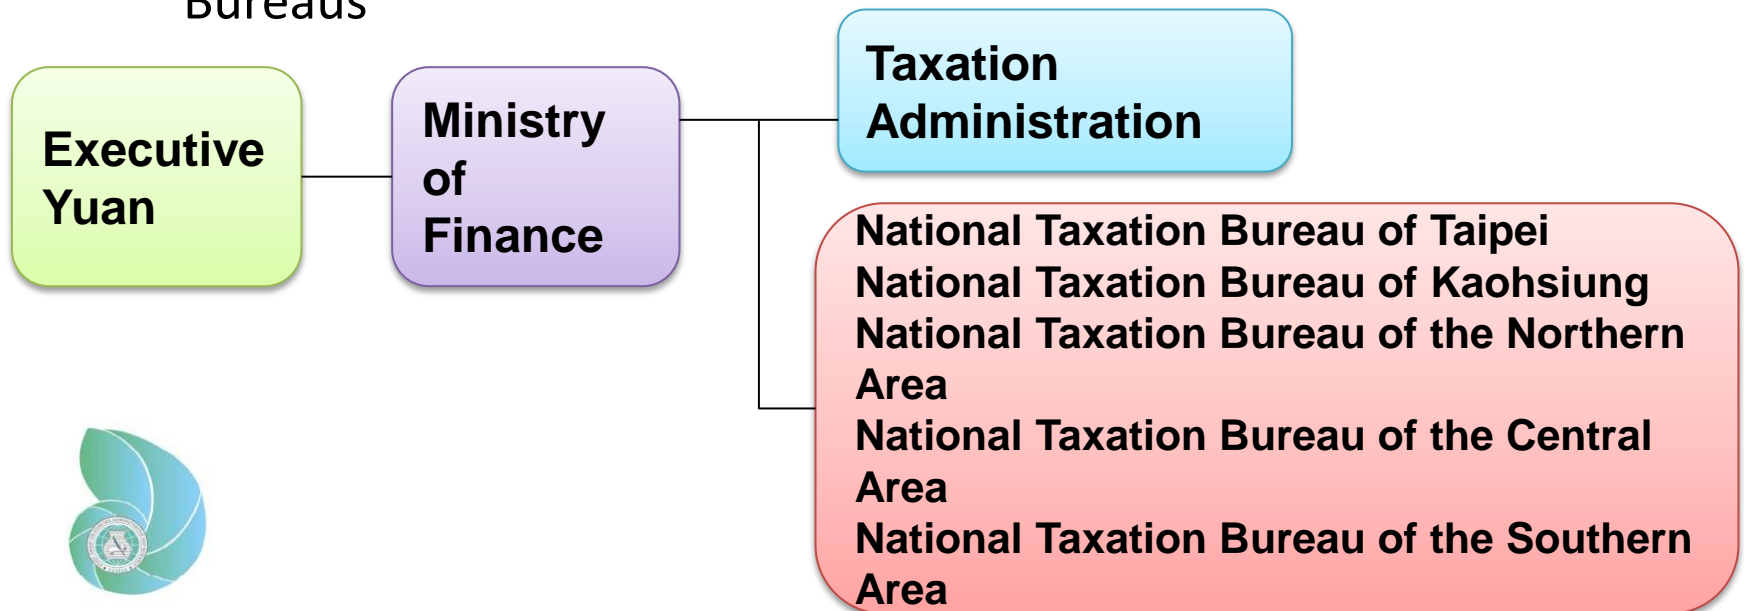 Bureaus
Executive
Yuan
Ministry
of
Finance
Taxation
Administration
National Taxation Bureau of Taipei
National Taxation Bureau of Kaohsiung
National Taxation Bureau of the Northern
Area
National Taxation Bureau of the Central
Area
National Taxation Bureau of the Southern
Area